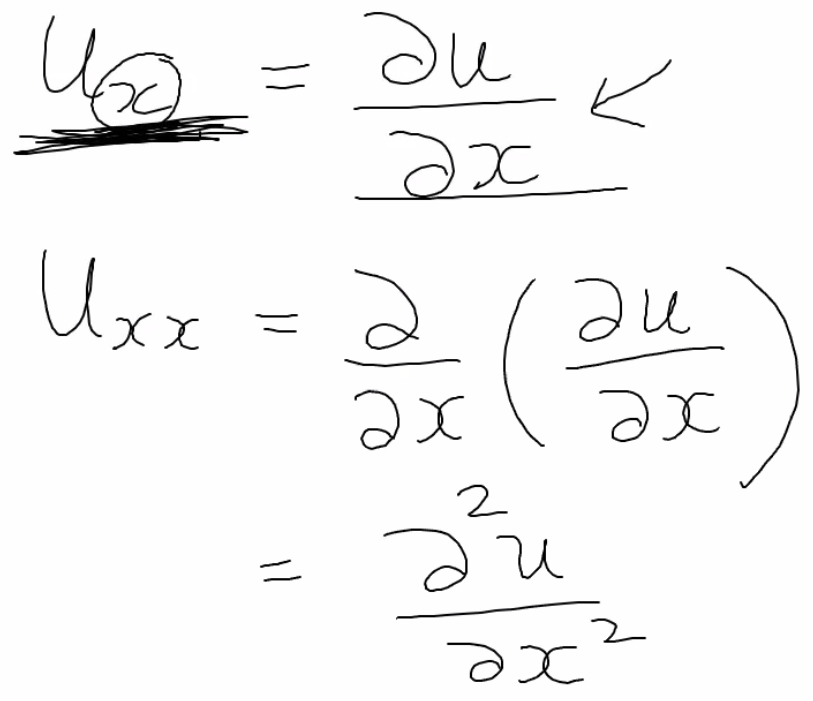 u_x = ∂u/∂x
u_xx = ∂/∂x (∂u/∂x)
= ∂²u/∂x²